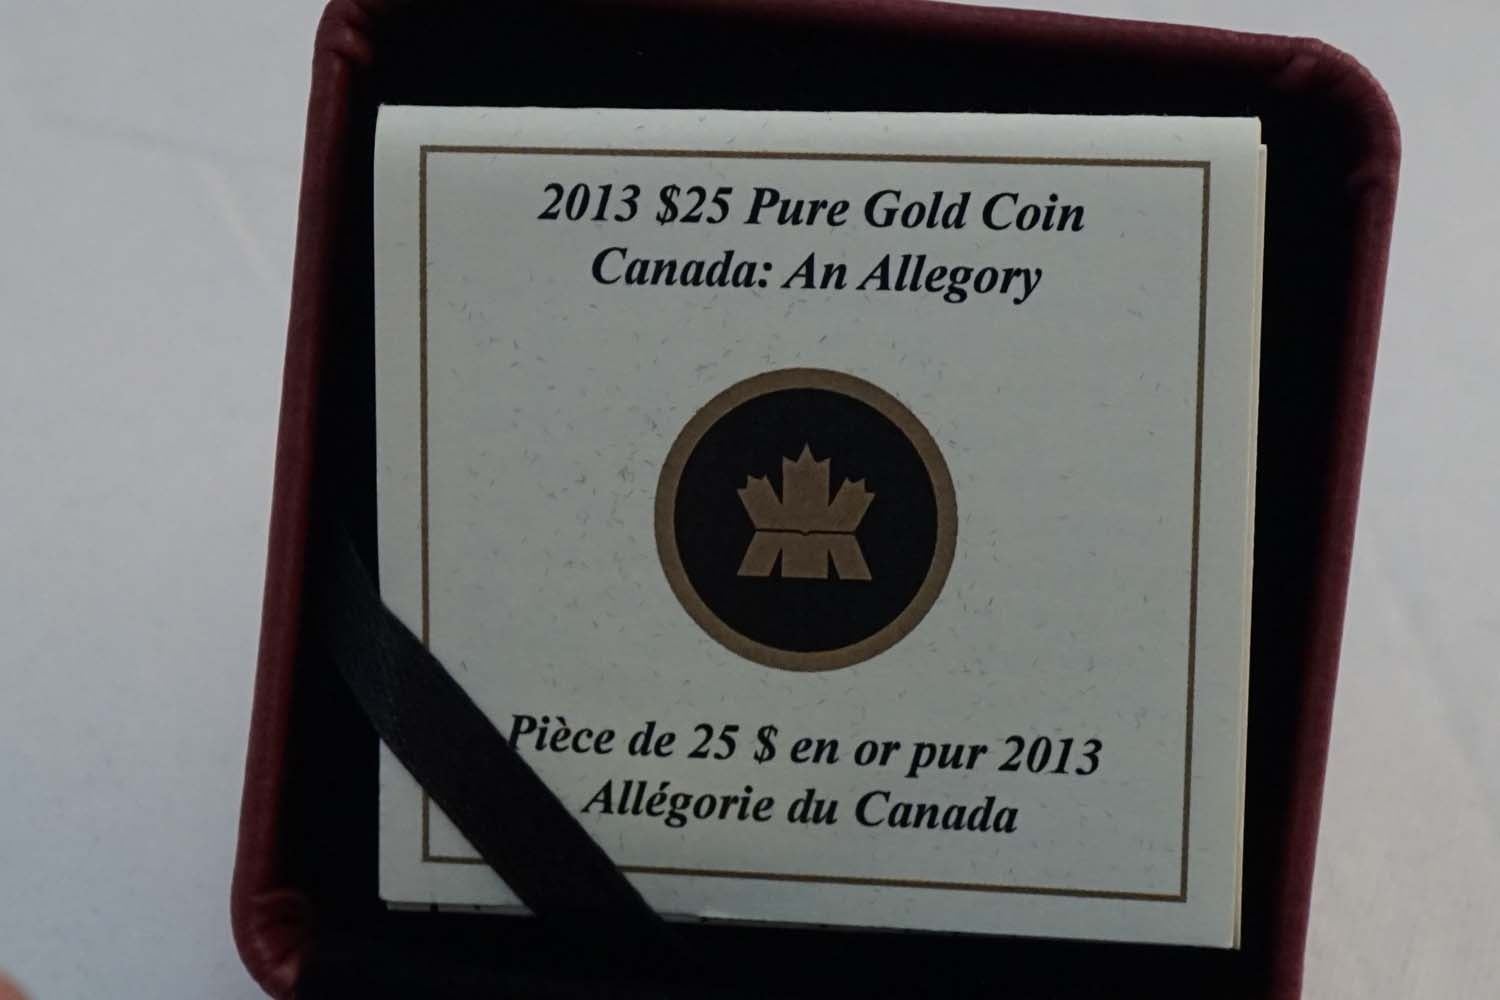 2013 $25 Pure Gold Coin
Canada: An Allegory
Pièce de 25 $ en or pur 2013
Allégorie du Canada